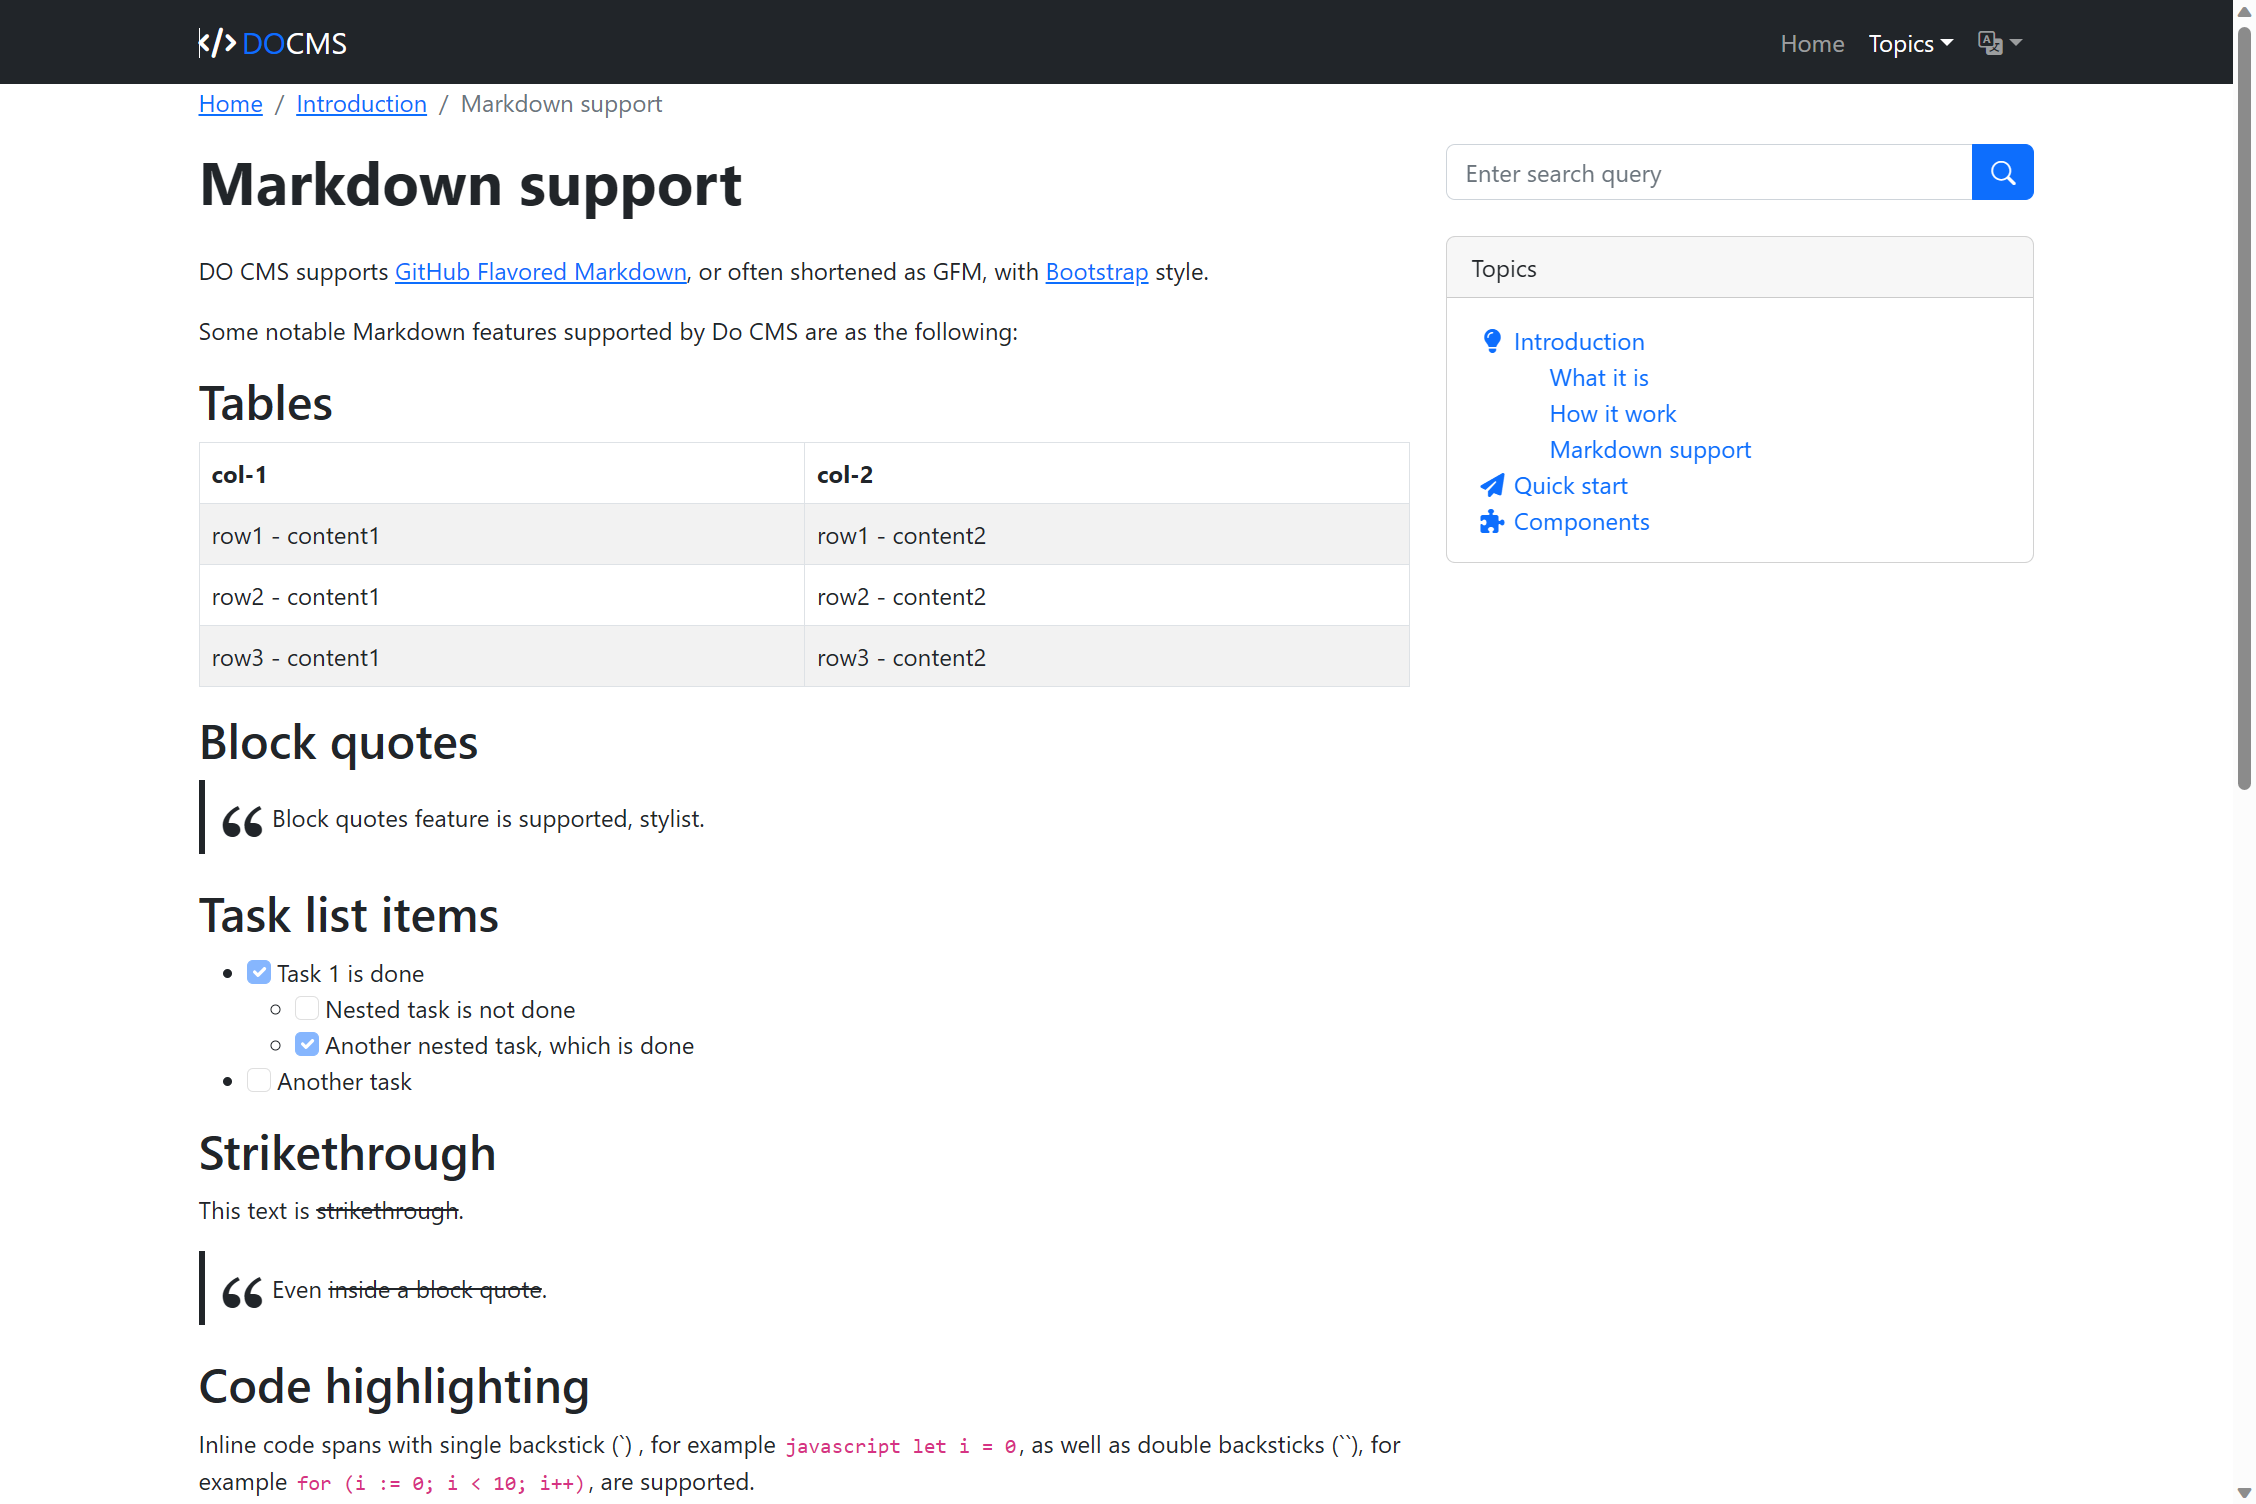 </> DOCMS
Home Topics
Home / Introduction / Markdown support
Markdown support
DO CMS supports GitHub Flavored Markdown, or often shortened as GFM, with Bootstrap style.
Some notable Markdown features supported by Do CMS are as the following:
Tables
col-1 col-2
row1 - content1 row1 - content2
row2 - content1 row2 - content2
row3 - content1 row3 - content2
Block quotes
“ Block quotes feature is supported, stylist.
Task list items
Task 1 is done
Nested task is not done
Another nested task, which is done
Another task
Strikethrough
This text is strikethrough.
“ Even inside a block quote.
Code highlighting
Inline code spans with single backstick (`) , for example javascript let i = 0, as well as double backsticks (``), for
example for (i := 0; i < 10; i++), are supported.
Enter search query
Topics
Introduction
What it is
How it work
Markdown support
Quick start
Components